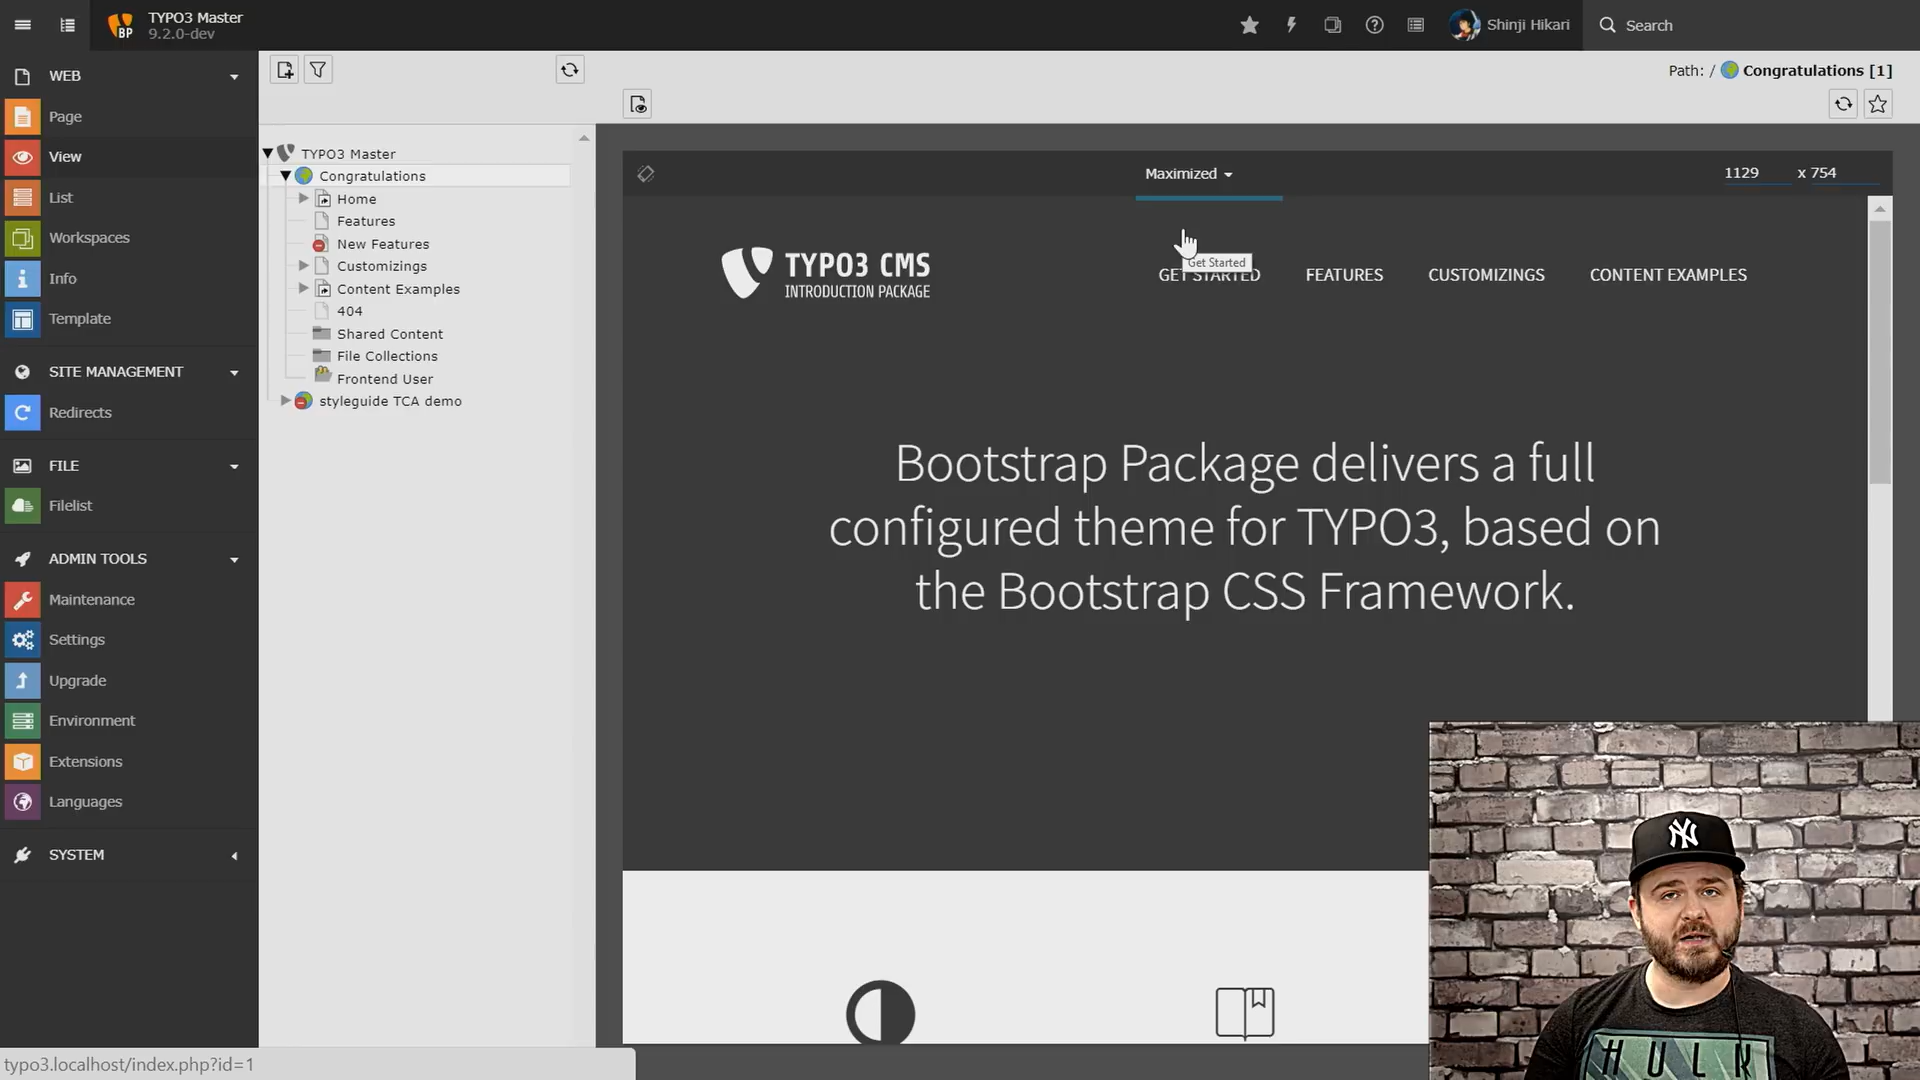 TYPO3 Master
9.2.0-dev
BP
Shinji Hikari
Search
WEB
Page
View
List
Workspaces
Info
Template
SITE MANAGEMENT
Redirects
FILE
Filelist
ADMIN TOOLS
Maintenance
Settings
Upgrade
Environment
Extensions
Languages
SYSTEM
TYPO3 Master
Congratulations
Home
Features
New Features
Customizings
Content Examples
404
Shared Content
File Collections
Frontend User
styleguide TCA demo
Path: / Congratulations [1]
Maximized
1129 x 754
TYPO3 CMS
INTRODUCTION PACKAGE
Get Started
GET STARTED FEATURES CUSTOMIZINGS CONTENT EXAMPLES
Bootstrap Package delivers a full
configured theme for TYPO3, based on
the Bootstrap CSS Framework.
NY
HULK
typo3.localhost/index.php?id=1